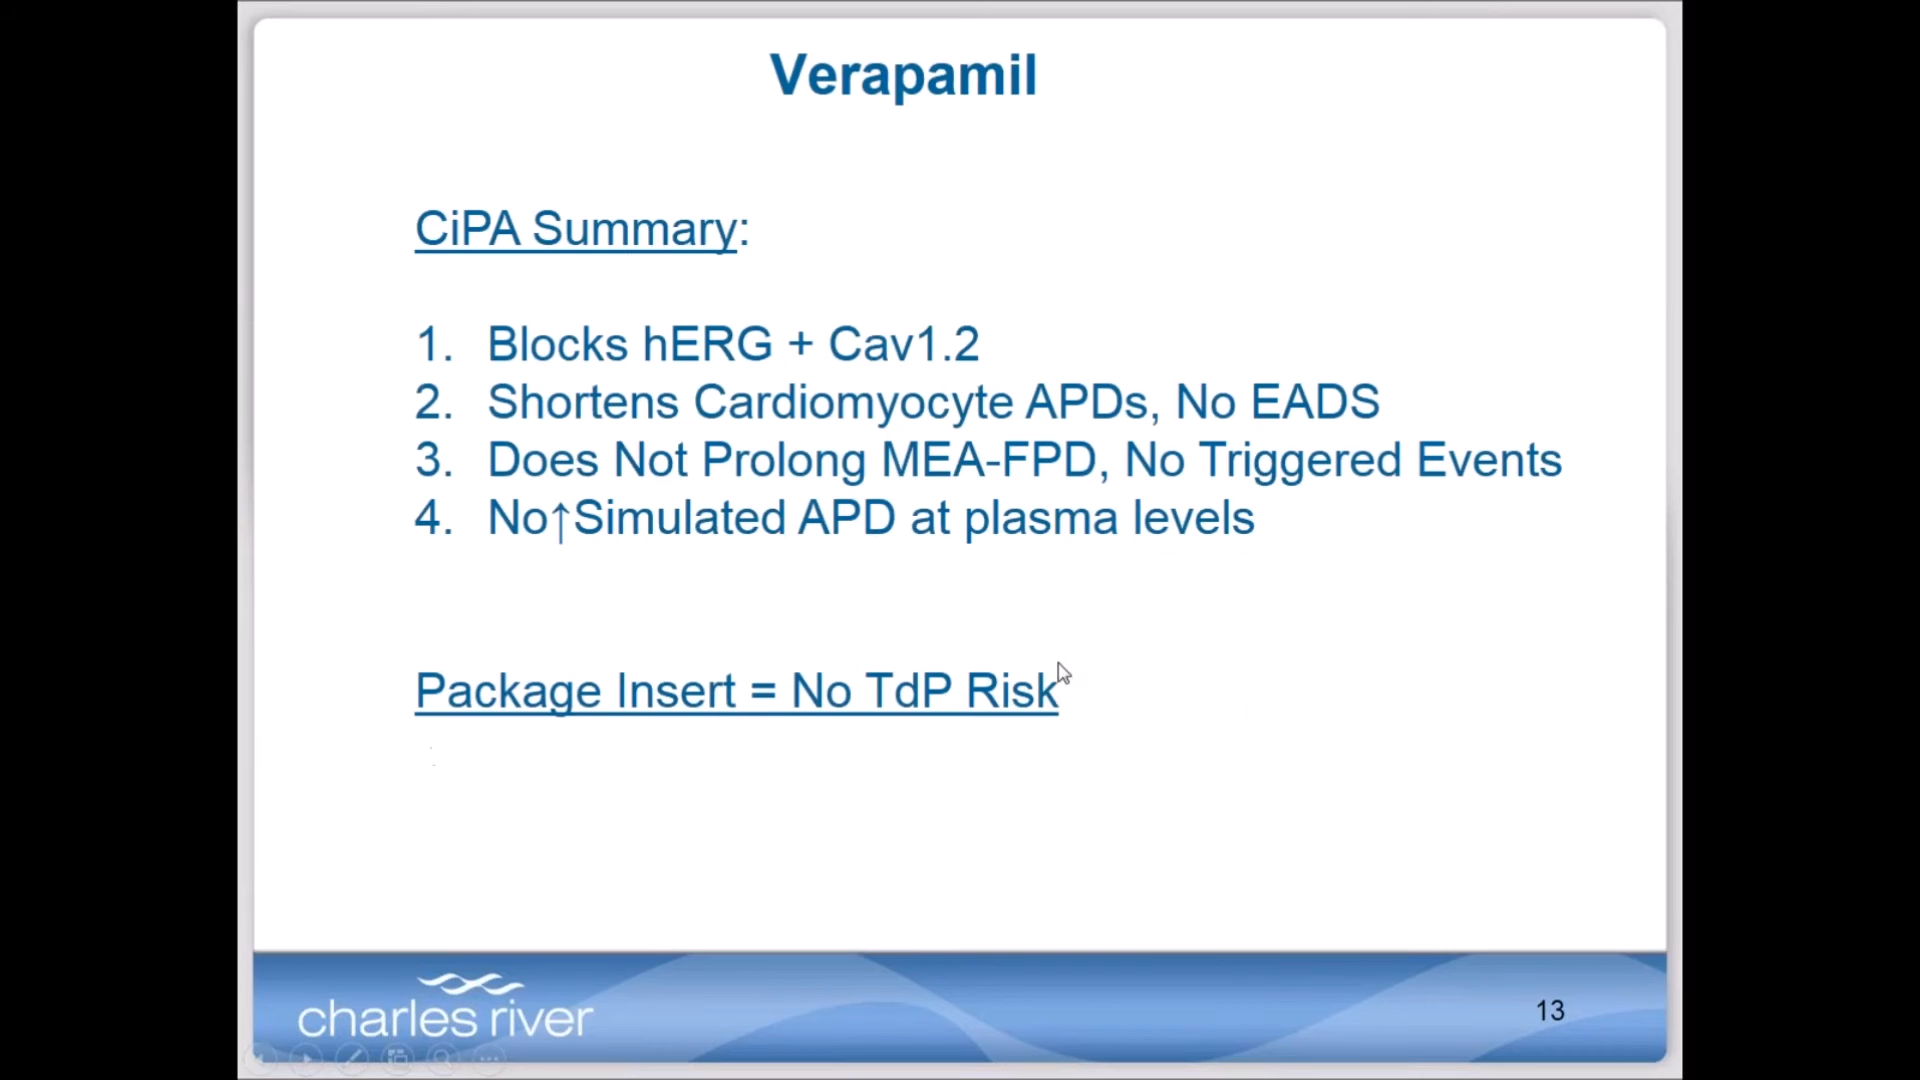 Verapamil
CiPA Summary:
1. Blocks hERG + Cav1.2
2. Shortens Cardiomyocyte APDs, No EADS
3. Does Not Prolong MEA-FPD, No Triggered Events
4. No↑Simulated APD at plasma levels
Package Insert = No TdP Risk
charles river
13